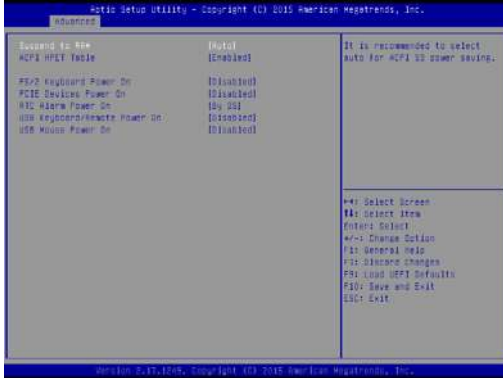 Aptio Setup Utility - Copyright (C) 2015 American Megatrends, Inc.
Advanced
Suspend to RAM [Auto]
ACPI HPET Table [Enabled]
PS/2 Keyboard Power On [Disabled]
PCIE Devices Power On [Disabled]
RTC Alarm Power On [By OS]
USB Keyboard/Remote Power On [Disabled]
USB Mouse Power On [Disabled]
It is recommended to select
auto for ACPI S3 power saving.
: Select Screen
: Select Item
Enter: Select
+/-: Change Option
F1: General Help
F7: Discard Changes
F9: Load UEFI Defaults
F10: Save and Exit
ESC: Exit
Version 2.17.1249. Copyright (C) 2015 American Megatrends, Inc.